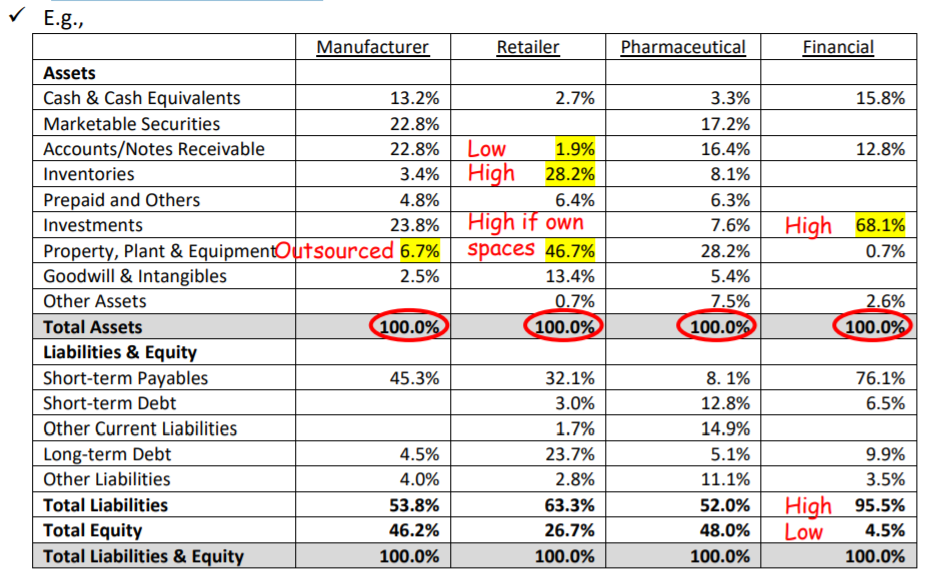 ✓ E.g.,
Manufacturer Retailer Pharmaceutical Financial
Assets
Cash & Cash Equivalents 13.2% 2.7% 3.3% 15.8%
Marketable Securities 22.8% 17.2%
Accounts/Notes Receivable 22.8% Low 1.9% 16.4% 12.8%
Inventories 3.4% High 28.2% 8.1%
Prepaid and Others 4.8% 6.4% 6.3%
Investments 23.8% High if own 7.6% High 68.1%
Property, Plant & Equipment Outsourced 6.7% spaces 46.7% 28.2% 0.7%
Goodwill & Intangibles 2.5% 13.4% 5.4%
Other Assets 0.7% 7.5% 2.6%
Total Assets 100.0% 100.0% 100.0% 100.0%
Liabilities & Equity
Short-term Payables 45.3% 32.1% 8. 1% 76.1%
Short-term Debt 3.0% 12.8% 6.5%
Other Current Liabilities 1.7% 14.9%
Long-term Debt 4.5% 23.7% 5.1% 9.9%
Other Liabilities 4.0% 2.8% 11.1% 3.5%
Total Liabilities 53.8% 63.3% 52.0% High 95.5%
Total Equity 46.2% 26.7% 48.0% Low 4.5%
Total Liabilities & Equity 100.0% 100.0% 100.0% 100.0%